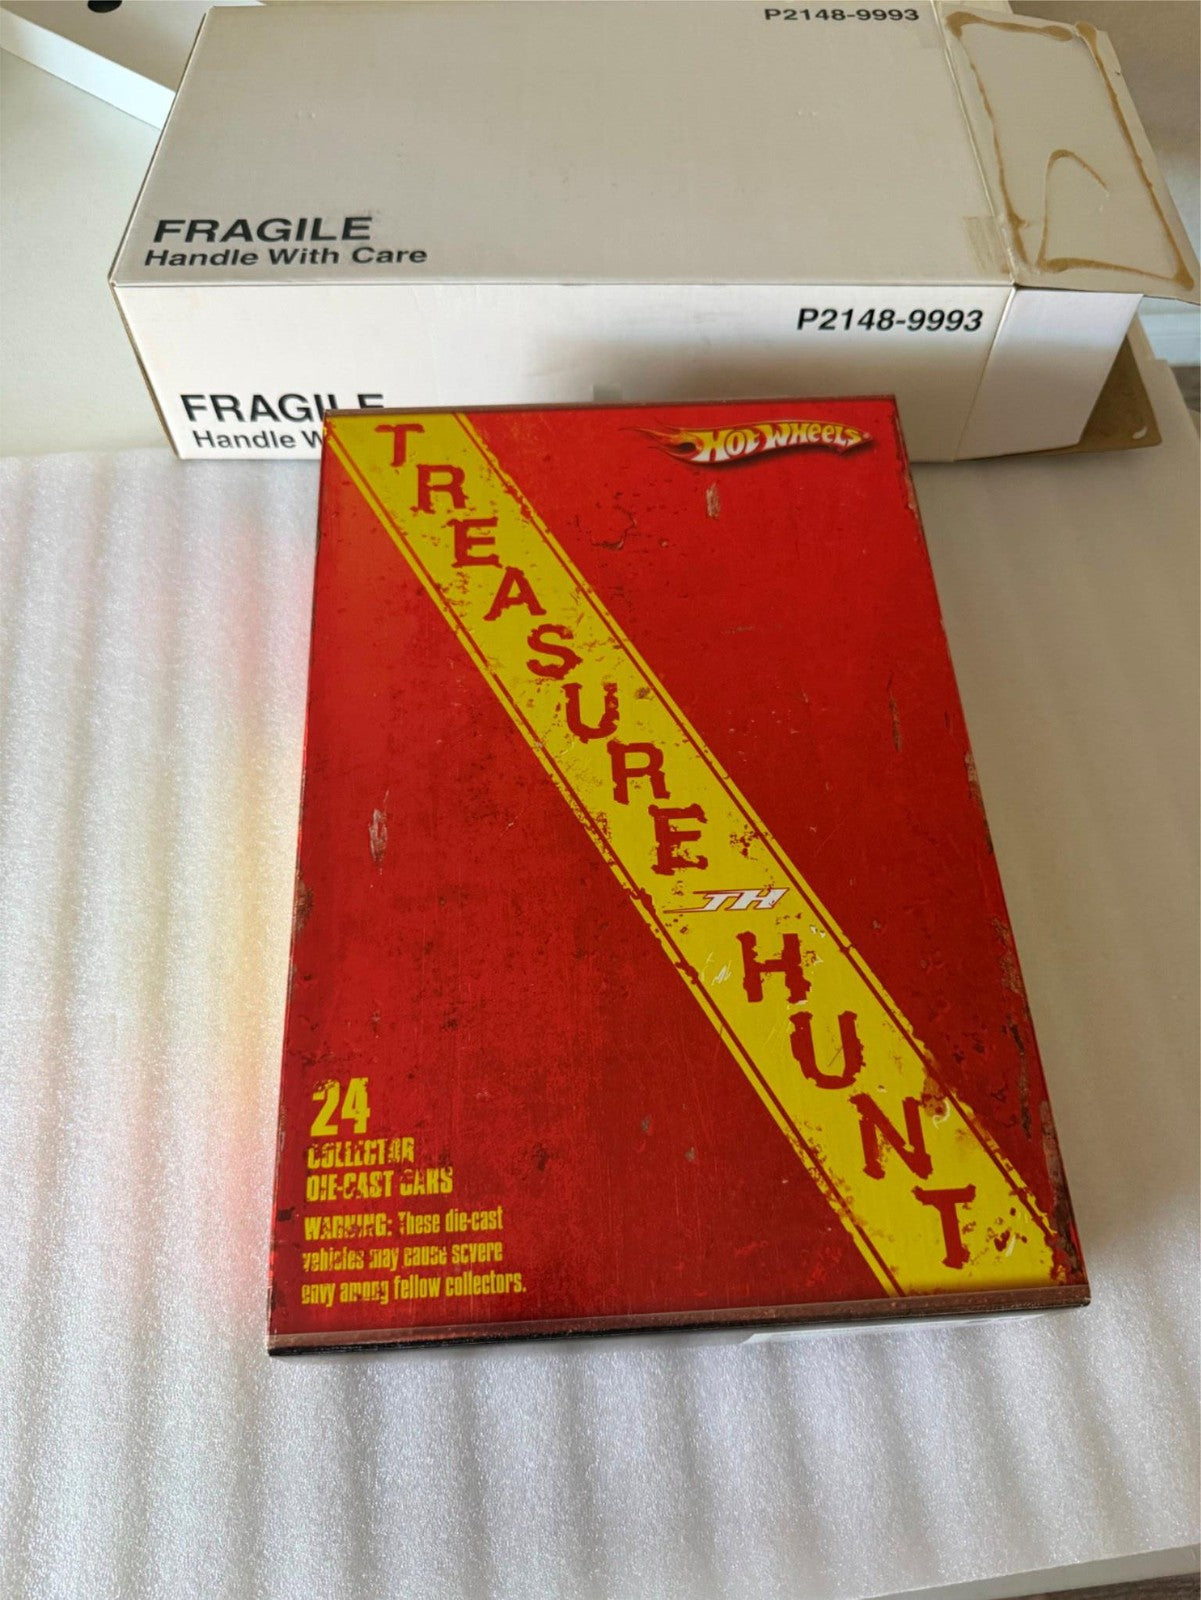 P2148-9993
FRAGILE
Handle With Care
P2148-9993
FRAGILE
Handle W
HOT WHEELS
TREASURE
TH
HUNT
24
COLLECTOR
DIE-CAST CARS
WARNING: These die-cast
vehicles may cause severe
envy among fellow collectors.